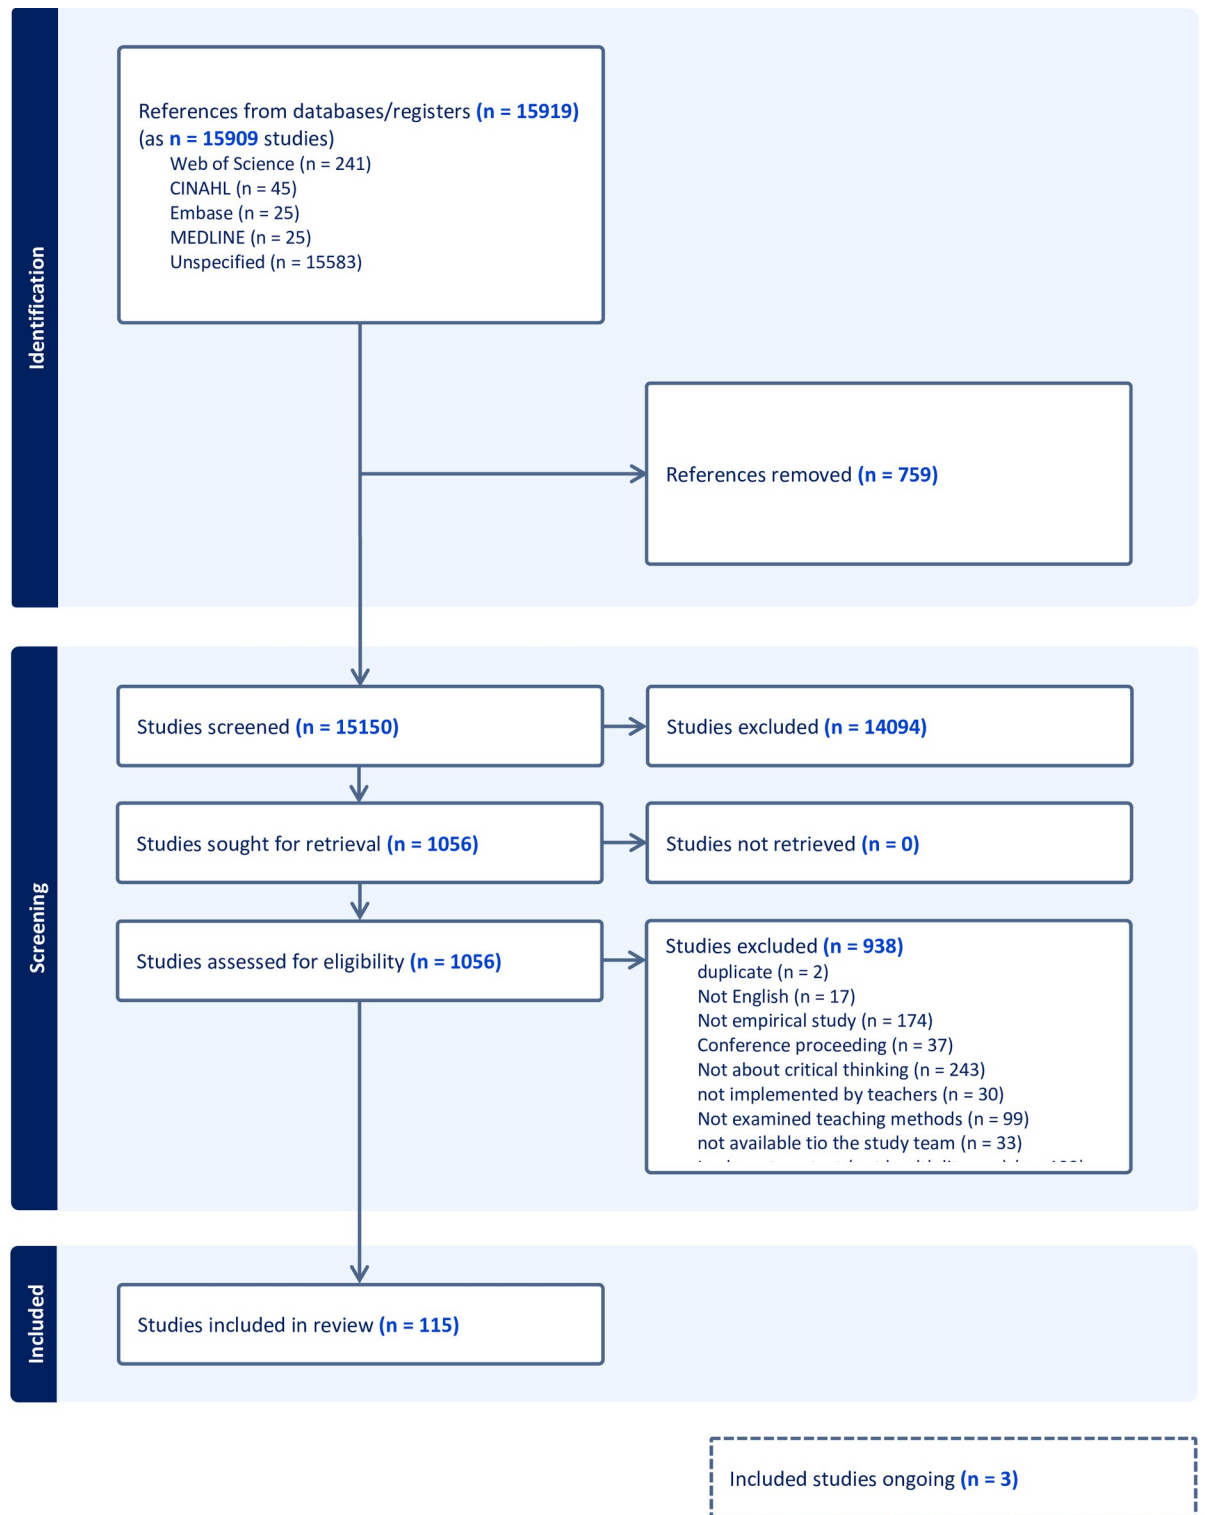 Identification
References from databases/registers (n = 15919)
(as n = 15909 studies)
Web of Science (n = 241)
CINAHL (n = 45)
Embase (n = 25)
MEDLINE (n = 25)
Unspecified (n = 15583)
References removed (n = 759)
Screening
Studies screened (n = 15150)
Studies excluded (n = 14094)
Studies sought for retrieval (n = 1056)
Studies not retrieved (n = 0)
Studies assessed for eligibility (n = 1056)
Studies excluded (n = 938)
duplicate (n = 2)
Not English (n = 17)
Not empirical study (n = 174)
Conference proceeding (n = 37)
Not about critical thinking (n = 243)
not implemented by teachers (n = 30)
Not examined teaching methods (n = 99)
not available tio the study team (n = 33)
Included
Studies included in review (n = 115)
Included studies ongoing (n = 3)